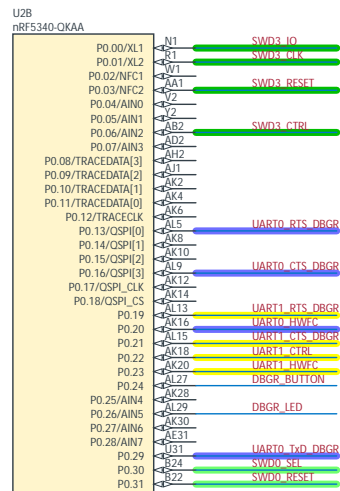 U2B
nRF5340-QKAA
P0.00/XL1 N1 SWD3_IO
P0.01/XL2 R1 SWD3_CLK
P0.02/NFC1 W1
P0.03/NFC2 AA1 SWD3_RESET
P0.04/AIN0 V2
P0.05/AIN1 Y2
P0.06/AIN2 AB2 SWD3_CTRL
P0.07/AIN3 AD2
P0.08/TRACEDATA[3] AH2
P0.09/TRACEDATA[2] AJ1
P0.10/TRACEDATA[1] AK2
P0.11/TRACEDATA[0] AK4
P0.12/TRACECLK AK6
P0.13/QSPI[0] AL5 UART0_RTS_DBGR
P0.14/QSPI[1] AK8
P0.15/QSPI[2] AK10
P0.16/QSPI[3] AL9 UART0_CTS_DBGR
P0.17/QSPI_CLK AK12
P0.18/QSPI_CS AK14
P0.19 AL13 UART1_RTS_DBGR
P0.20 AK16 UART0_HWFC
P0.21 AL15 UART1_CTS_DBGR
P0.22 AK18 UART1_CTRL
P0.23 AK20 UART1_HWFC
P0.24 AL27 DBGR_BUTTON
P0.25/AIN4 AK28
P0.26/AIN5 AL29 DBGR_LED
P0.27/AIN6 AK30
P0.28/AIN7 AE31
P0.29 U31 UART0_TxD_DBGR
P0.30 B24 SWD0_SEL
P0.31 B22 SWD0_RESET